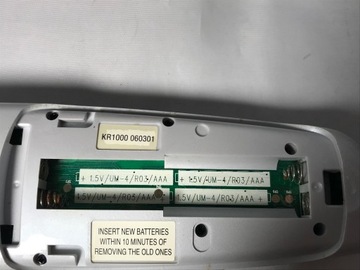 KR1000 060301
+ 1.5V/UM-4/R03/AAA
+ 1.5V/UM-4/R03/AAA
1.5V/UM-4/R03/AAA
1.5V/UM-4/R03/AAA +
INSERT NEW BATTERIES
WITHIN 10 MINUTES OF
REMOVING THE OLD ONES